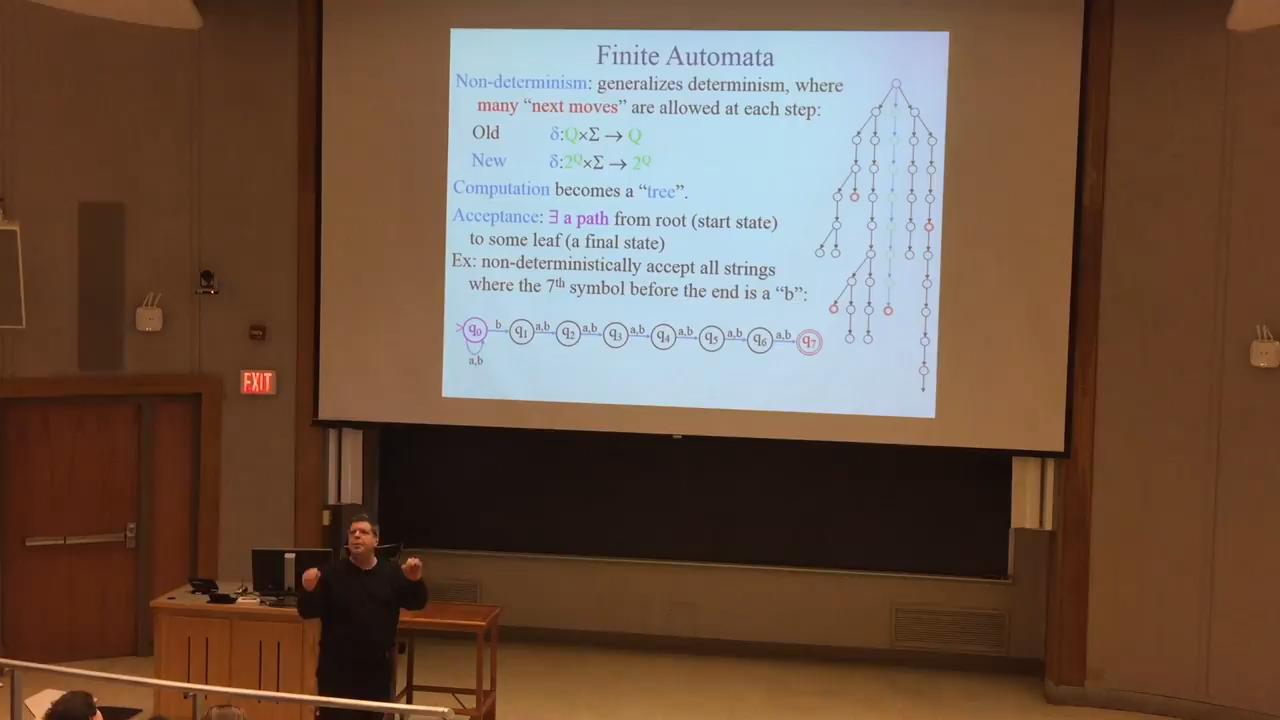 Finite Automata
Non-determinism: generalizes determinism, where
many “next moves” are allowed at each step:
Old δ:Q×Σ → Q
New δ:2^Q×Σ → 2^Q
Computation becomes a “tree”.
Acceptance: ∃ a path from root (start state)
to some leaf (a final state)
Ex: non-deterministically accept all strings
where the 7th symbol before the end is a “b”:
> q₀ b q₁ a,b q₂ a,b q₃ a,b q₄ a,b q₅ a,b q₆ a,b q₇
a,b
EXIT